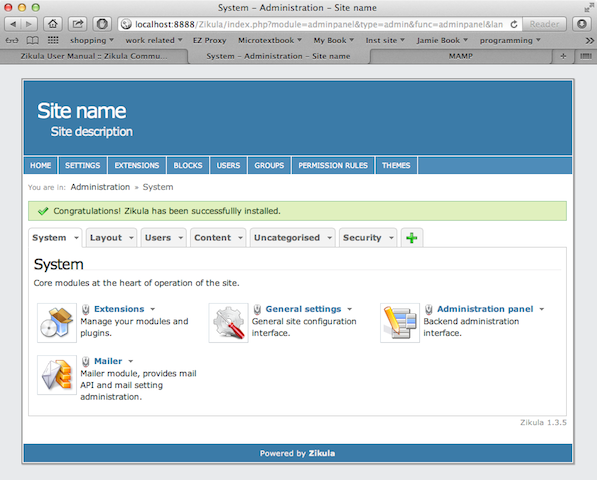 System - Administration - Site name
localhost:8888/Zikula/index.php?module=adminpanel&type=admin&func=adminpanel&lan
Reader
shopping work related EZ Proxy Microtextbook My Book Inst site Jamie Book programming
Zikula User Manual :: Zikula Commu... System - Administration - Site name MAMP
Site name
Site description
HOME SETTINGS EXTENSIONS BLOCKS USERS GROUPS PERMISSION RULES THEMES
You are in: Administration » System
Congratulations! Zikula has been successfullly installed.
System Layout Users Content Uncategorised Security
System
Core modules at the heart of operation of the site.
Extensions General settings Administration panel
Manage your modules and General site configuration Backend administration
plugins. interface. interface.
Mailer
Mailer module, provides mail
API and mail setting
administration.
Zikula 1.3.5
Powered by Zikula